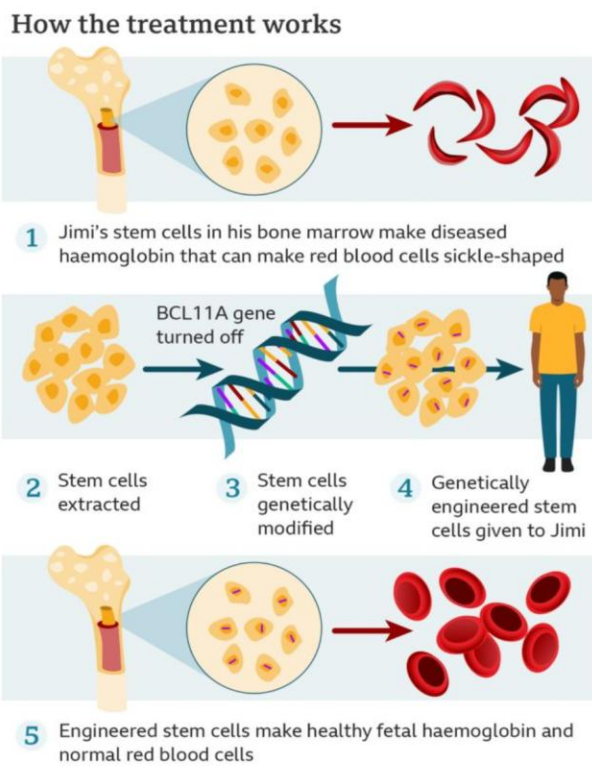 How the treatment works
1 Jimi's stem cells in his bone marrow make diseased
haemoglobin that can make red blood cells sickle-shaped
BCL11A gene
turned off
2 Stem cells
extracted
3 Stem cells
genetically
modified
4 Genetically
engineered stem
cells given to Jimi
5 Engineered stem cells make healthy fetal haemoglobin and
normal red blood cells